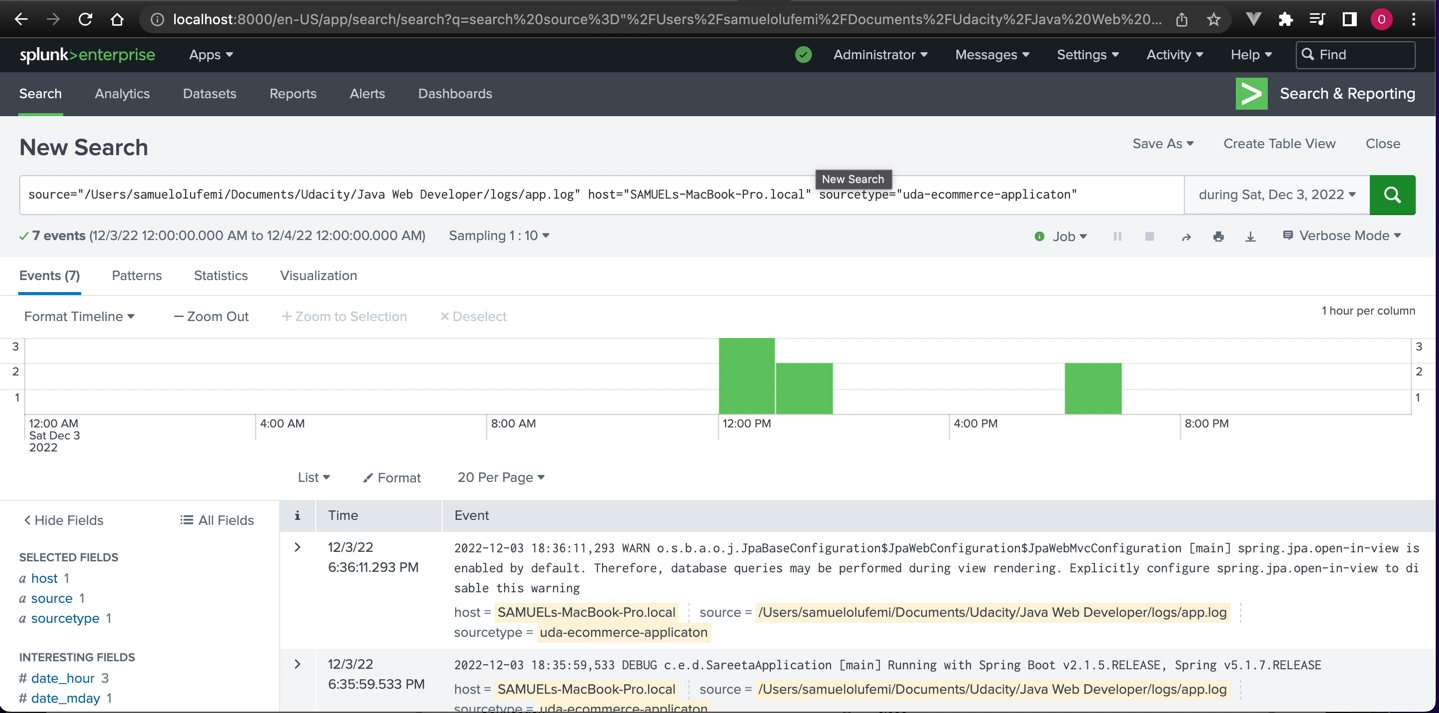 localhost:8000/en-US/app/search/search?q=search%20source%3D"%2FUsers%2Fsamuelolufemi%2FDocuments%2FUdacity%2FJava%20Web%20... O
splunk>enterprise Apps Administrator Messages Settings Activity Help Find
Search Analytics Datasets Reports Alerts Dashboards > Search & Reporting
New Search Save As Create Table View Close
New Search
source="/Users/samuelolufemi/Documents/Udacity/Java Web Developer/logs/app.log" host="SAMUELs-MacBook-Pro.local" sourcetype="uda-ecommerce-applicaton" during Sat, Dec 3, 2022
7 events (12/3/22 12:00:00.000 AM to 12/4/22 12:00:00.000 AM) Sampling 1 : 10 Job Verbose Mode
Events (7) Patterns Statistics Visualization
Format Timeline — Zoom Out + Zoom to Selection × Deselect 1 hour per column
3 3
2 2
1 1
12:00 AM 4:00 AM 8:00 AM 12:00 PM 4:00 PM 8:00 PM
Sat Dec 3
2022
List Format 20 Per Page
< Hide Fields All Fields i Time Event
SELECTED FIELDS
a host 1
a source 1
a sourcetype 1
INTERESTING FIELDS
# date_hour 3
# date_mday 1
> 12/3/22 2022-12-03 18:36:11,293 WARN o.s.b.a.o.j.JpaBaseConfiguration$JpaWebConfiguration$JpaWebMvcConfiguration [main] spring.jpa.open-in-view is
6:36:11.293 PM enabled by default. Therefore, database queries may be performed during view rendering. Explicitly configure spring.jpa.open-in-view to di
sable this warning
host = SAMUELs-MacBook-Pro.local source = /Users/samuelolufemi/Documents/Udacity/Java Web Developer/logs/app.log
sourcetype = uda-ecommerce-applicaton
> 12/3/22 2022-12-03 18:35:59,533 DEBUG c.e.d.SareetaApplication [main] Running with Spring Boot v2.1.5.RELEASE, Spring v5.1.7.RELEASE
6:35:59.533 PM host = SAMUELs-MacBook-Pro.local source = /Users/samuelolufemi/Documents/Udacity/Java Web Developer/logs/app.log
sourcetype = uda-ecommerce-applicaton